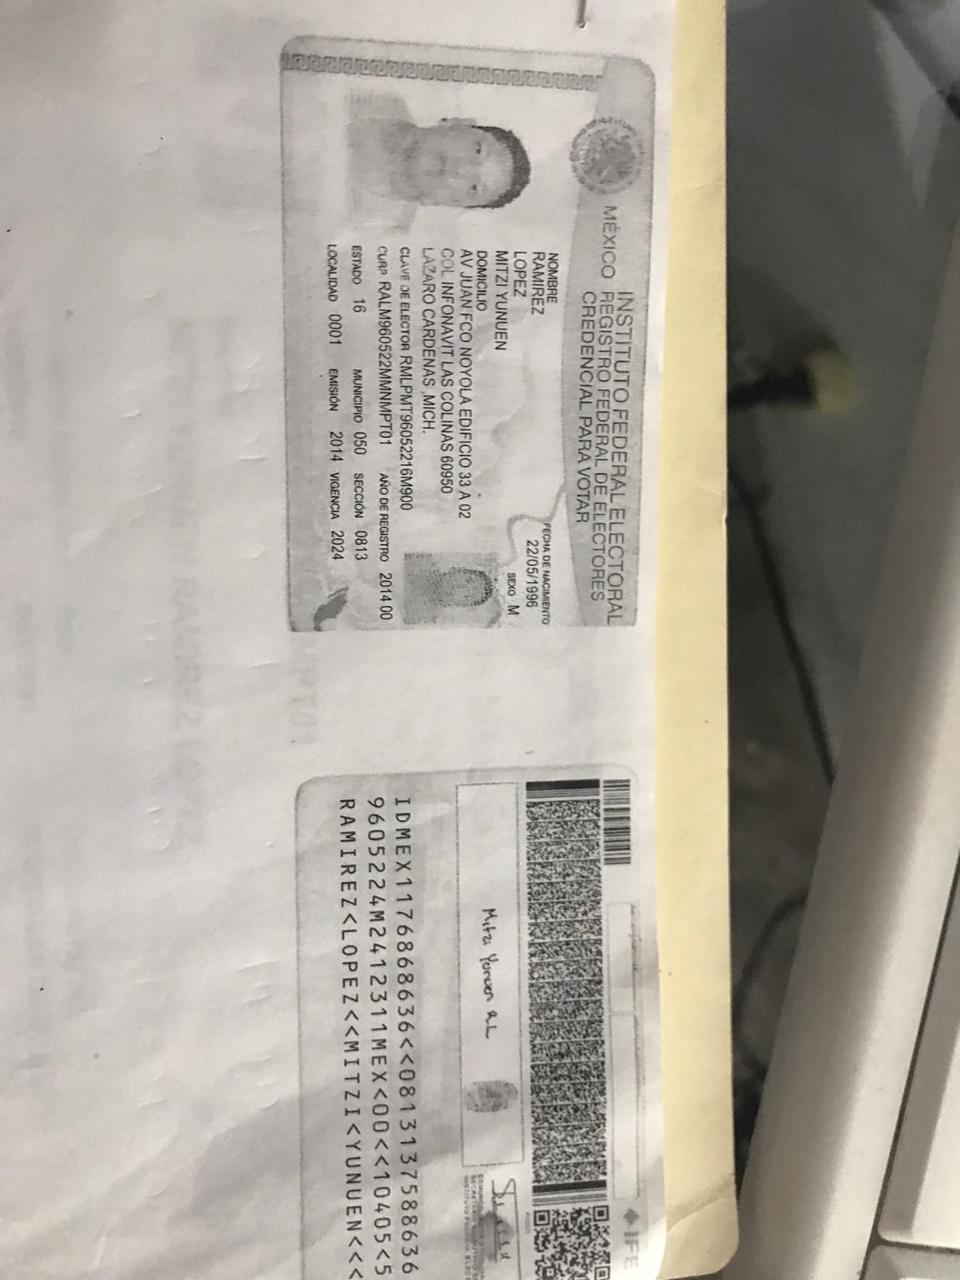 INSTITUTO FEDERAL ELECTORAL
MÉXICO REGISTRO FEDERAL DE ELECTORES
CREDENCIAL PARA VOTAR
NOMBRE
RAMIREZ
LOPEZ
MITZI YUNUEN
FECHA DE NACIMIENTO
22/05/1996
SEXO M
DOMICILIO
AV JUAN FCO NOYOLA EDIFICIO 33 A 02
COL INFONAVIT LAS COLINAS 60950
LAZARO CARDENAS ,MICH.
CLAVE DE ELECTOR RMLPMT96052216M900
CURP RALM960522MMNMPT01 AÑO DE REGISTRO 2014 00
ESTADO 16 MUNICIPIO 050 SECCIÓN 0813
LOCALIDAD 0001 EMISIÓN 2014 VIGENCIA 2024
IFE
Mitzi Yunuen R.L
IDMEX1176868636<<0813137588636
9605224M2412311MEX<00<<10405<5
RAMIREZ<LOPEZ<<MITZI<YUNUEN<<<